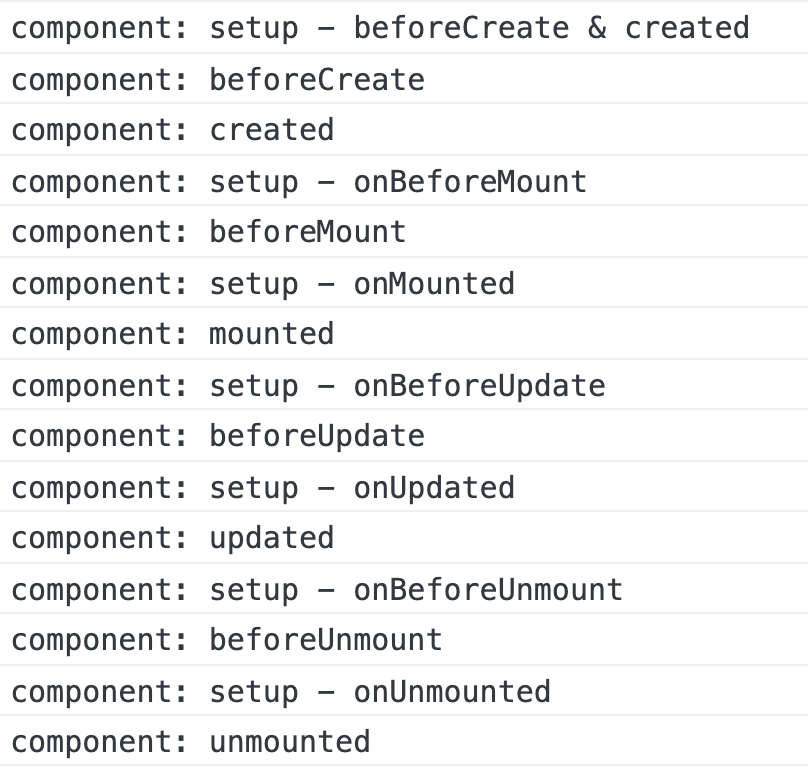 component: setup – beforeCreate & created
component: beforeCreate
component: created
component: setup – onBeforeMount
component: beforeMount
component: setup – onMounted
component: mounted
component: setup – onBeforeUpdate
component: beforeUpdate
component: setup – onUpdated
component: updated
component: setup – onBeforeUnmount
component: beforeUnmount
component: setup – onUnmounted
component: unmounted